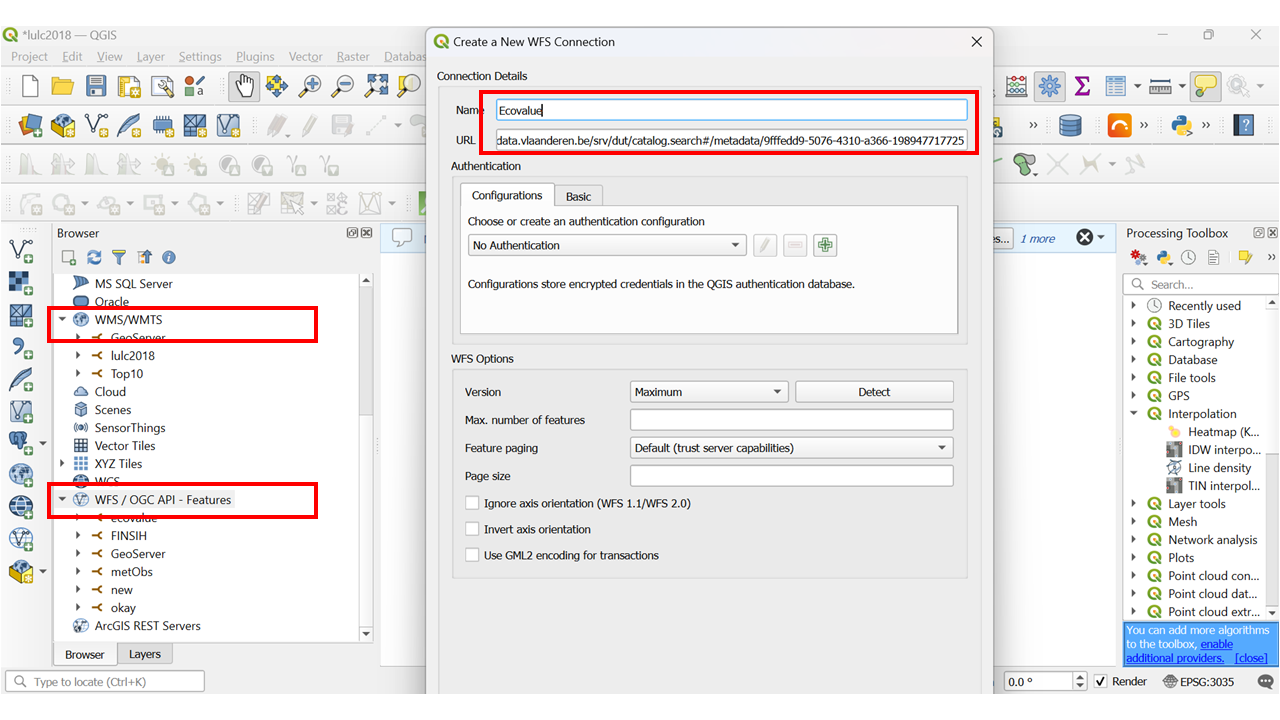 *lulc2018 — QGIS
Project Edit View Layer Settings Plugins Vector Raster Databas
Create a New WFS Connection
Connection Details
Name Ecovalue
URL data.vlaanderen.be/srv/dut/catalog.search#/metadata/9fffedd9-5076-4310-a366-198947717725
Authentication
Configurations Basic
Choose or create an authentication configuration
No Authentication
Configurations store encrypted credentials in the QGIS authentication database.
WFS Options
Version Maximum Detect
Max. number of features
Feature paging Default (trust server capabilities)
Page size
Ignore axis orientation (WFS 1.1/WFS 2.0)
Invert axis orientation
Use GML2 encoding for transactions
Browser
MS SQL Server
Oracle
WMS/WMTS
GeoServer
lulc2018
Top10
Cloud
Scenes
SensorThings
Vector Tiles
XYZ Tiles
WCS
WFS / OGC API - Features
ecovalue
FINSIH
GeoServer
metObs
new
okay
ArcGIS REST Servers
Browser Layers
Type to locate (Ctrl+K)
es... 1 more
Processing Toolbox
Search...
Recently used
3D Tiles
Cartography
Database
File tools
GPS
Interpolation
Heatmap (K...
IDW interpo...
Line density
TIN interpol...
Layer tools
Mesh
Network analysis
Plots
Point cloud con...
Point cloud dat...
Point cloud extr...
You can add more algorithms
to the toolbox, enable
additional providers. [close]
0.0 ° Render EPSG:3035